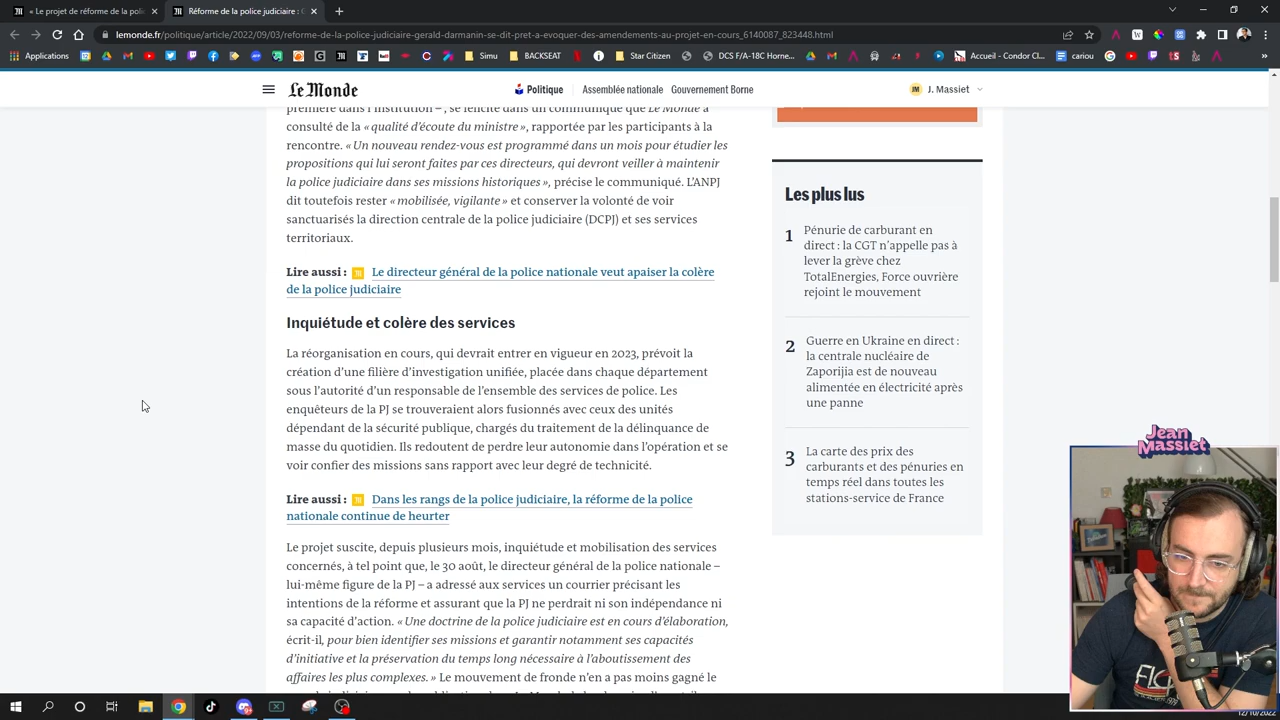 « Le projet de réforme de la poli
Réforme de la police judiciaire : G
lemonde.fr/politique/article/2022/09/03/reforme-de-la-police-judiciaire-gerald-darmanin-se-dit-pret-a-evoquer-des-amendements-au-projet-en-cours_6140087_823448.html
Applications
Simu
BACKSEAT
Star Citizen
DCS F/A-18C Horne...
Accueil - Condor Cl...
cariou
Le Monde
Politique
Assemblée nationale
Gouvernement Borne
JM
J. Massiet
première dans l'institution – , se félicite dans un communiqué que Le Monde a
consulté de la « qualité d'écoute du ministre », rapportée par les participants à la
rencontre. « Un nouveau rendez-vous est programmé dans un mois pour étudier les
propositions qui lui seront faites par ces directeurs, qui devront veiller à maintenir
la police judiciaire dans ses missions historiques », précise le communiqué. L'ANPJ
dit toutefois rester « mobilisée, vigilante » et conserver la volonté de voir
sanctuarisés la direction centrale de la police judiciaire (DCPJ) et ses services
territoriaux.
Lire aussi : Le directeur général de la police nationale veut apaiser la colère
de la police judiciaire
Inquiétude et colère des services
La réorganisation en cours, qui devrait entrer en vigueur en 2023, prévoit la
création d'une filière d'investigation unifiée, placée dans chaque département
sous l'autorité d'un responsable de l'ensemble des services de police. Les
enquêteurs de la PJ se trouveraient alors fusionnés avec ceux des unités
dépendant de la sécurité publique, chargés du traitement de la délinquance de
masse du quotidien. Ils redoutent de perdre leur autonomie dans l'opération et se
voir confier des missions sans rapport avec leur degré de technicité.
Lire aussi : Dans les rangs de la police judiciaire, la réforme de la police
nationale continue de heurter
Le projet suscite, depuis plusieurs mois, inquiétude et mobilisation des services
concernés, à tel point que, le 30 août, le directeur général de la police nationale –
lui-même figure de la PJ – a adressé aux services un courrier précisant les
intentions de la réforme et assurant que la PJ ne perdrait ni son indépendance ni
sa capacité d'action. « Une doctrine de la police judiciaire est en cours d'élaboration,
écrit-il, pour bien identifier ses missions et garantir notamment ses capacités
d'initiative et la préservation du temps long nécessaire à l'aboutissement des
affaires les plus complexes. » Le mouvement de fronde n'en a pas moins gagné le
Les plus lus
1
Pénurie de carburant en
direct : la CGT n'appelle pas à
lever la grève chez
TotalEnergies, Force ouvrière
rejoint le mouvement
2
Guerre en Ukraine en direct :
la centrale nucléaire de
Zaporijia est de nouveau
alimentée en électricité après
une panne
3
La carte des prix des
carburants et des pénuries en
temps réel dans toutes les
stations-service de France
Jean
Massiet
12/10/2022